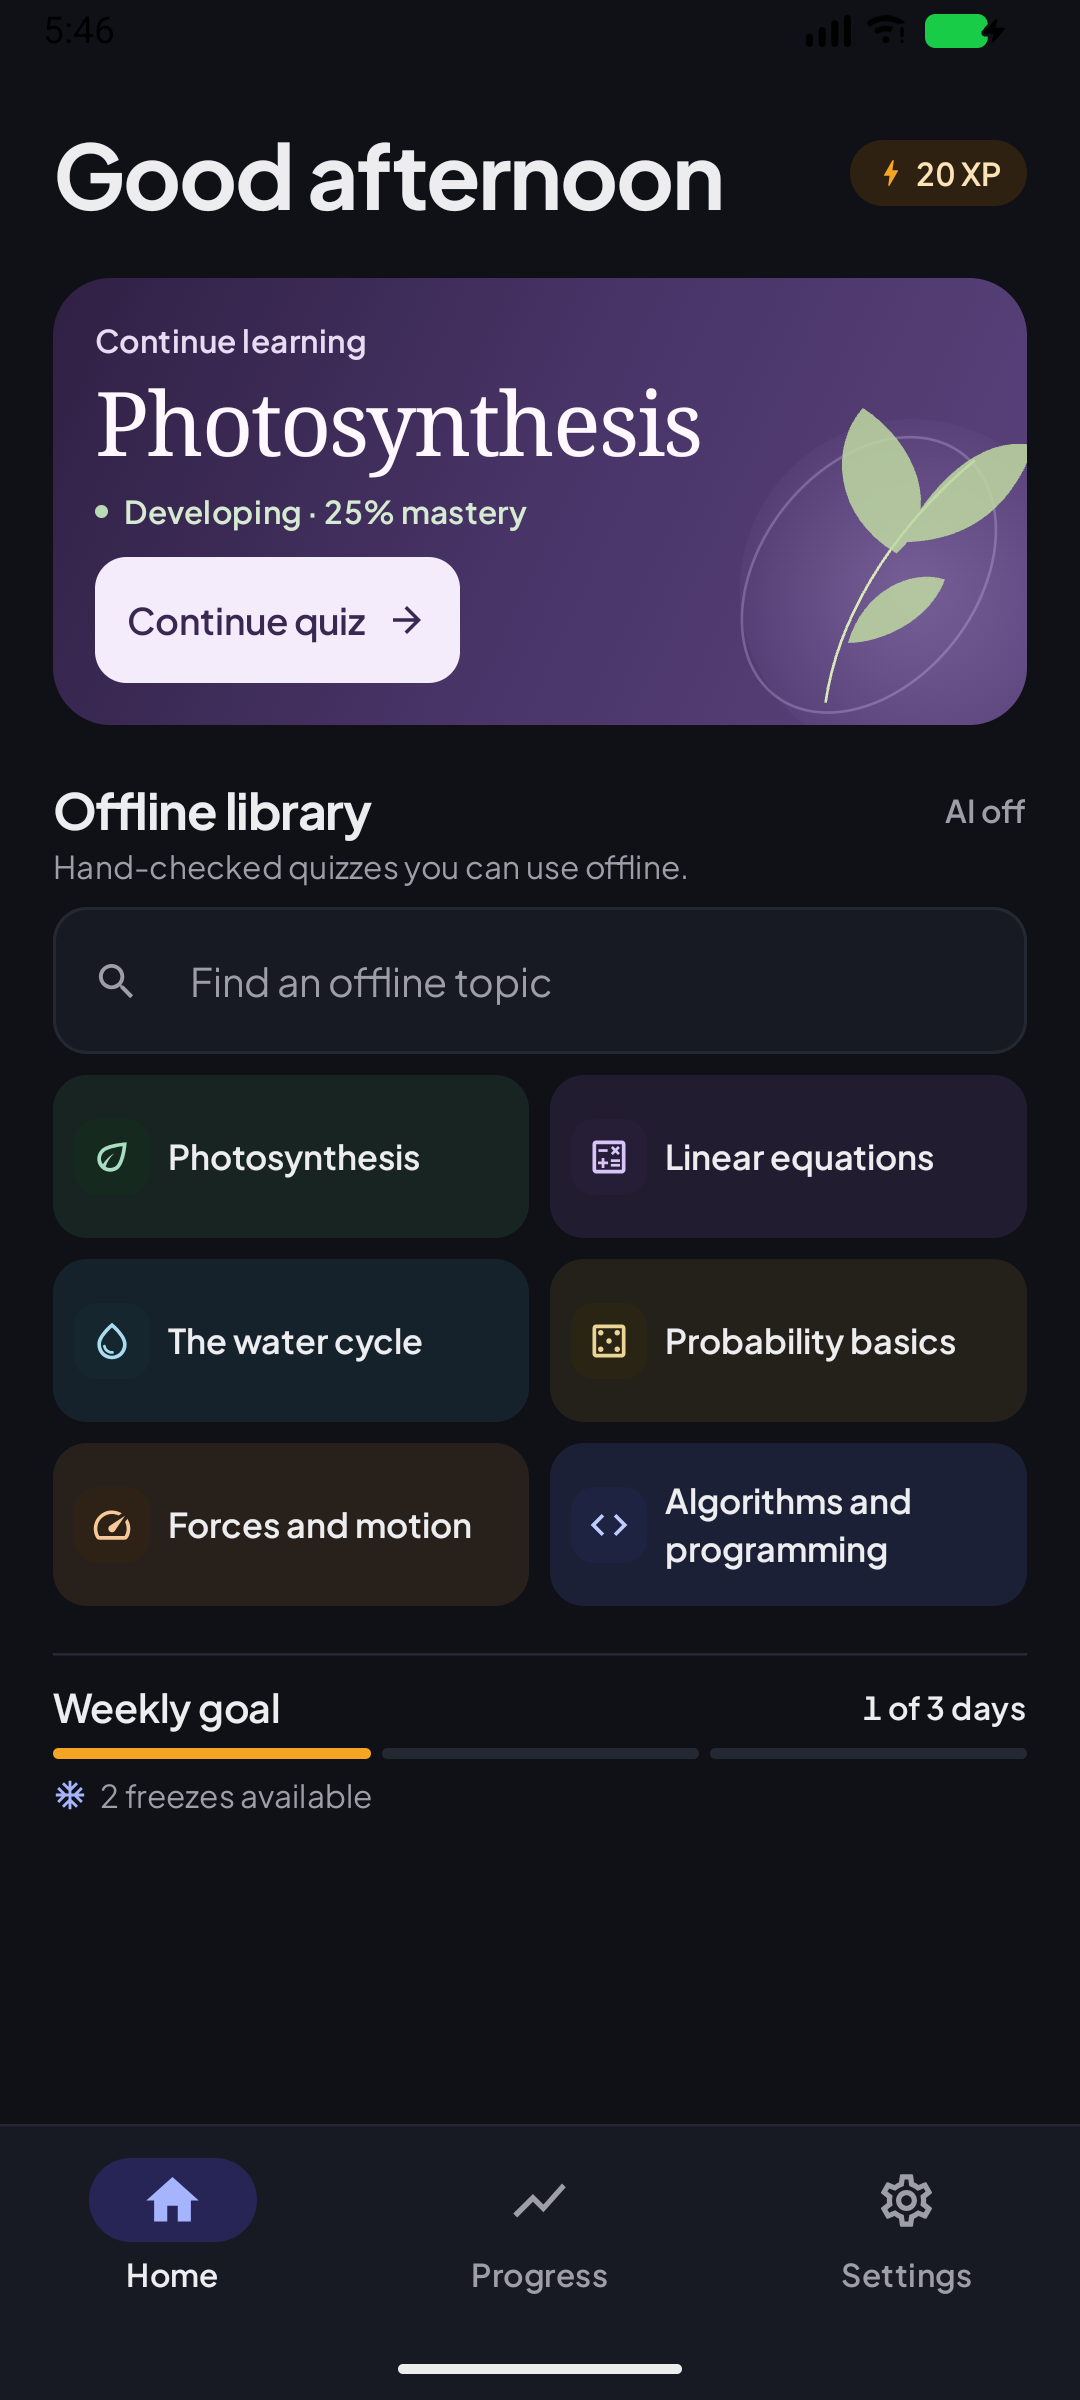 5:46
Good afternoon
20 XP
Continue learning
Photosynthesis
Developing · 25% mastery
Continue quiz
Offline library
AI off
Hand-checked quizzes you can use offline.
Find an offline topic
Photosynthesis
Linear equations
The water cycle
Probability basics
Forces and motion
Algorithms and
programming
Weekly goal
1 of 3 days
2 freezes available
Home
Progress
Settings